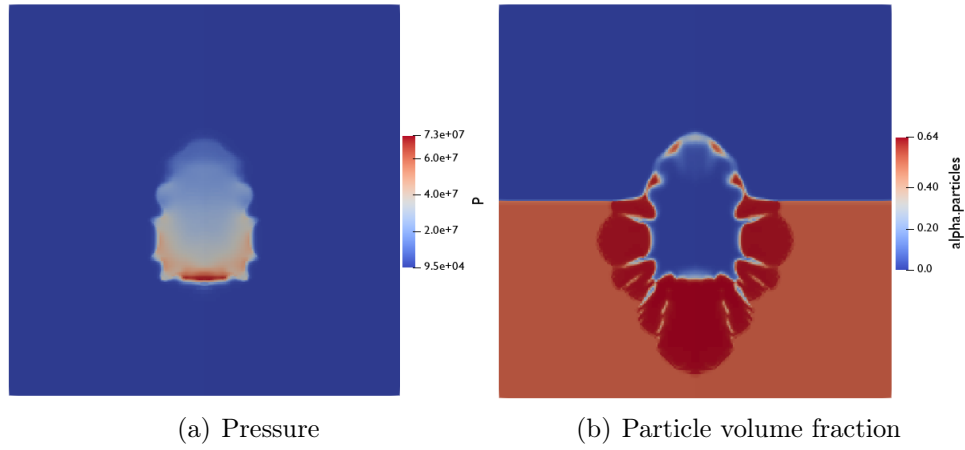 7.3e+07
6.0e+7
4.0e+7
2.0e+7
9.5e+04
P
0.64
0.40
0.20
0.0
alpha.particles
(a) Pressure
(b) Particle volume fraction